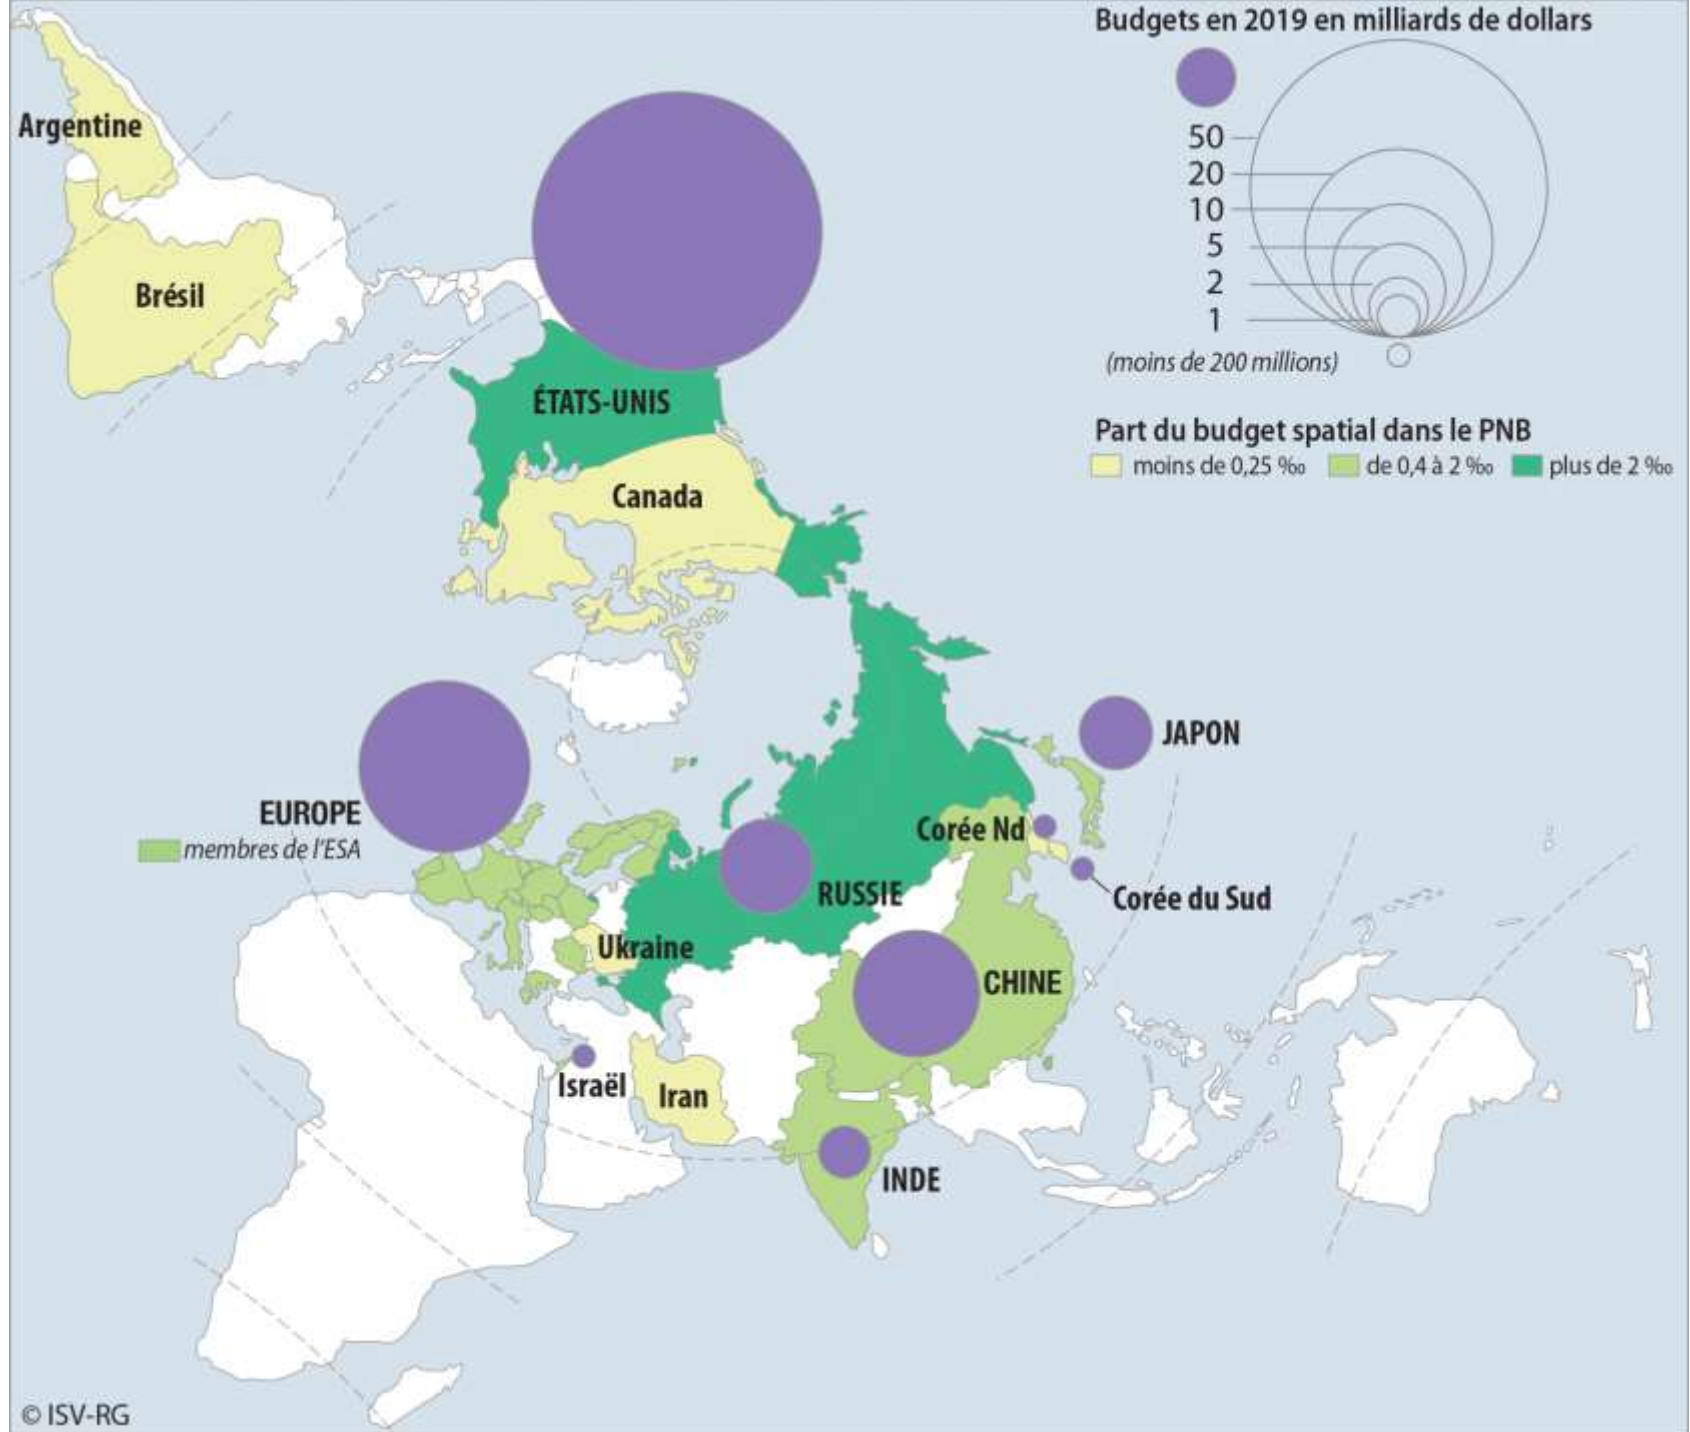 Budgets en 2019 en milliards de dollars
50
20
10
5
2
1
(moins de 200 millions)
Part du budget spatial dans le PNB
moins de 0,25 ‰
de 0,4 à 2 ‰
plus de 2 ‰
Argentine
Brésil
ÉTATS-UNIS
Canada
JAPON
EUROPE
membres de l'ESA
Corée Nd
RUSSIE
Corée du Sud
Ukraine
CHINE
Israël
Iran
INDE
© ISV-RG